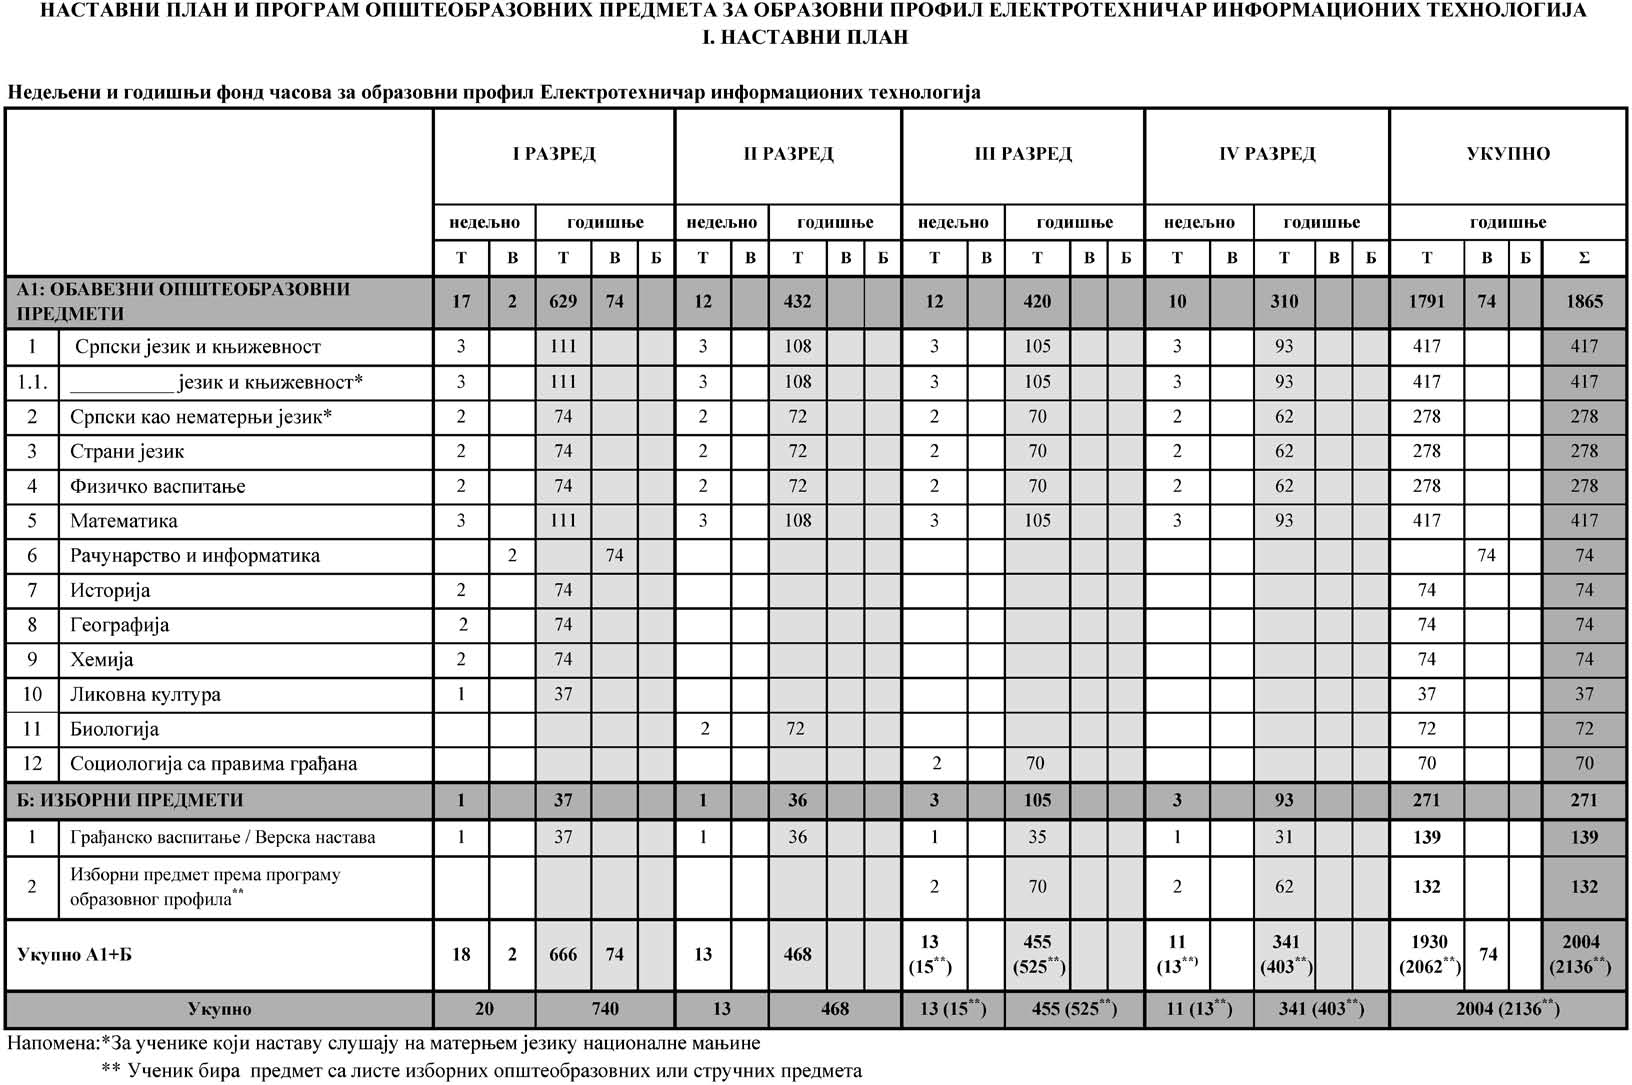 НАСТАВНИ ПЛАН И ПРОГРАМ ОПШТЕОБРАЗОВНИХ ПРЕДМЕТА ЗА ОБРАЗОВНИ ПРОФИЛ ЕЛЕКТРОТЕХНИЧАР ИНФОРМАЦИОНИХ ТЕХНОЛОГИЈА
I. НАСТАВНИ ПЛАН
Недељени и годишњи фонд часова за образовни профил Електротехничар информационих технологија
I РАЗРЕД II РАЗРЕД III РАЗРЕД IV РАЗРЕД УКУПНО
недељно годишње недељно годишње недељно годишње недељно годишње годишње
Т В Т В Б Т В Т В Б Т В Т В Б Т В Т В Б Т В Б Σ
А1: ОБАВЕЗНИ ОПШТЕОБРАЗОВНИ
ПРЕДМЕТИ 17 2 629 74 12 432 12 420 10 310 1791 74 1865
1 Српски језик и књижевност 3 111 3 108 3 105 3 93 417 417
1.1. ___________ језик и књижевност* 3 111 3 108 3 105 3 93 417 417
2 Српски као нематерњи језик* 2 74 2 72 2 70 2 62 278 278
3 Страни језик 2 74 2 72 2 70 2 62 278 278
4 Физичко васпитање 2 74 2 72 2 70 2 62 278 278
5 Математика 3 111 3 108 3 105 3 93 417 417
6 Рачунарство и информатика 2 74 74 74
7 Историја 2 74 74 74
8 Географија 2 74 74 74
9 Хемија 2 74 74 74
10 Ликовна култура 1 37 37 37
11 Биологија 2 72 72 72
12 Социологија са правима грађана 2 70 70 70
Б: ИЗБОРНИ ПРЕДМЕТИ 1 37 1 36 3 105 3 93 271 271
1 Грађанско васпитање / Верска настава 1 37 1 36 1 35 1 31 139 139
2 Изборни предмет према програму
образовног профила** 2 70 2 62 132 132
Укупно А1+Б 18 2 666 74 13 468 13 (15**) 455 (525**) 11 (13**) 341 (403**) 1930 (2062**) 74 2004 (2136**)
Укупно 20 740 13 468 13 (15**) 455 (525**) 11 (13**) 341 (403**) 2004 (2136**)
Напомена:*За ученике који наставу слушају на матерњем језику националне мањине
** Ученик бира предмет са листе изборних општеобразовних или стручних предмета